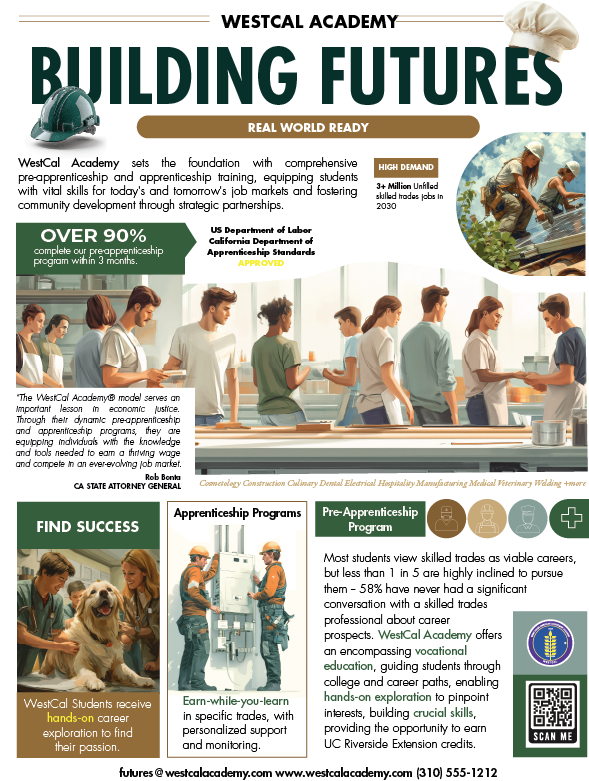 WESTCAL ACADEMY
BUILDING FUTURES
REAL WORLD READY
WestCal Academy sets the foundation with comprehensive
pre-apprenticeship and apprenticeship training, equipping students
with vital skills for today's and tomorrow's job markets and fostering
community development through strategic partnerships.
HIGH DEMAND
3+ Million Unfilled
skilled trades jobs in
2030
OVER 90%
complete our pre-apprenticeship
program within 3 months.
US Department of Labor
California Department of
Apprenticeship Standards
APPROVED
"The WestCal Academy® model serves an
important lesson in economic justice.
Through their dynamic pre-apprenticeship
and apprenticeship programs, they are
equipping individuals with the knowledge
and tools needed to earn a thriving wage
and compete in an ever-evolving job market.
Rob Bonta
CA STATE ATTORNEY GENERAL
Cosmetology Construction Culinary Dental Electrical Hospitality Manufacturing Medical Veterinary Welding +more
FIND SUCCESS
WestCal Students receive
hands-on career
exploration to find
their passion.
Apprenticeship Programs
Earn-while-you-learn
in specific trades, with
personalized support
and monitoring.
Pre-Apprenticeship
Program
Most students view skilled trades as viable careers,
but less than 1 in 5 are highly inclined to pursue
them – 58% have never had a significant
conversation with a skilled trades
professional about career
prospects. WestCal Academy offers
an encompassing vocational
education, guiding students through
college and career paths, enabling
hands-on exploration to pinpoint
interests, building crucial skills,
providing the opportunity to earn
UC Riverside Extension credits.
SCAN ME
futures@westcalacademy.com www.westcalacademy.com (310) 555-1212